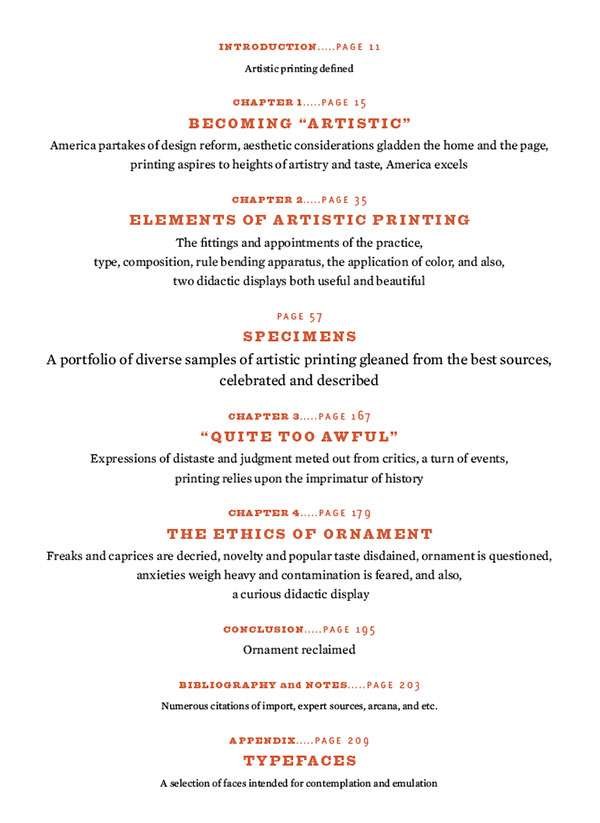 INTRODUCTION.....PAGE 11
Artistic printing defined
CHAPTER 1.....PAGE 15
BECOMING “ARTISTIC”
America partakes of design reform, aesthetic considerations gladden the home and the page,
printing aspires to heights of artistry and taste, America excels
CHAPTER 2.....PAGE 35
ELEMENTS OF ARTISTIC PRINTING
The fittings and appointments of the practice,
type, composition, rule bending apparatus, the application of color, and also,
two didactic displays both useful and beautiful
PAGE 57
SPECIMENS
A portfolio of diverse samples of artistic printing gleaned from the best sources,
celebrated and described
CHAPTER 3.....PAGE 167
“QUITE TOO AWFUL”
Expressions of distaste and judgment meted out from critics, a turn of events,
printing relies upon the imprimatur of history
CHAPTER 4.....PAGE 179
THE ETHICS OF ORNAMENT
Freaks and caprices are decried, novelty and popular taste disdained, ornament is questioned,
anxieties weigh heavy and contamination is feared, and also,
a curious didactic display
CONCLUSION.....PAGE 195
Ornament reclaimed
BIBLIOGRAPHY and NOTES.....PAGE 203
Numerous citations of import, expert sources, arcana, and etc.
APPENDIX.....PAGE 209
TYPEFACES
A selection of faces intended for contemplation and emulation